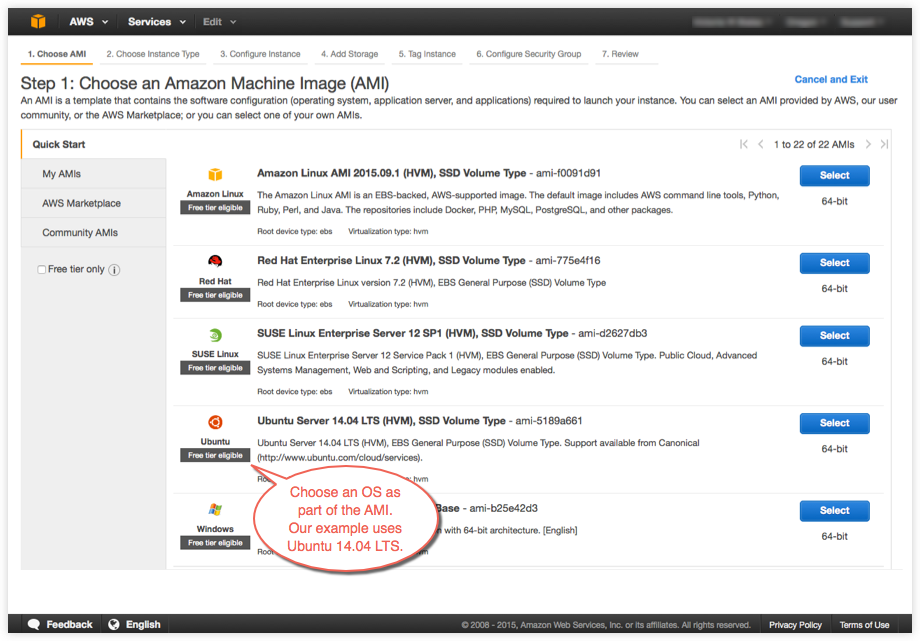 AWS Services Edit
1. Choose AMI 2. Choose Instance Type 3. Configure Instance 4. Add Storage 5. Tag Instance 6. Configure Security Group 7. Review
Step 1: Choose an Amazon Machine Image (AMI)
Cancel and Exit
An AMI is a template that contains the software configuration (operating system, application server, and applications) required to launch your instance. You can select an AMI provided by AWS, our user
community, or the AWS Marketplace; or you can select one of your own AMIs.
Quick Start
My AMIs
AWS Marketplace
Community AMIs
Free tier only
1 to 22 of 22 AMIs
Amazon Linux
Free tier eligible
Amazon Linux AMI 2015.09.1 (HVM), SSD Volume Type - ami-f0091d91
The Amazon Linux AMI is an EBS-backed, AWS-supported image. The default image includes AWS command line tools, Python,
Ruby, Perl, and Java. The repositories include Docker, PHP, MySQL, PostgreSQL, and other packages.
Root device type: ebs Virtualization type: hvm
Select
64-bit
Red Hat
Free tier eligible
Red Hat Enterprise Linux 7.2 (HVM), SSD Volume Type - ami-775e4f16
Red Hat Enterprise Linux version 7.2 (HVM), EBS General Purpose (SSD) Volume Type
Root device type: ebs Virtualization type: hvm
Select
64-bit
SUSE Linux
Free tier eligible
SUSE Linux Enterprise Server 12 SP1 (HVM), SSD Volume Type - ami-d2627db3
SUSE Linux Enterprise Server 12 Service Pack 1 (HVM), EBS General Purpose (SSD) Volume Type. Public Cloud, Advanced
Systems Management, Web and Scripting, and Legacy modules enabled.
Root device type: ebs Virtualization type: hvm
Select
64-bit
Ubuntu
Free tier eligible
Ubuntu Server 14.04 LTS (HVM), SSD Volume Type - ami-5189a661
Ubuntu Server 14.04 LTS (HVM), EBS General Purpose (SSD) Volume Type. Support available from Canonical
(http://www.ubuntu.com/cloud/services).
hvm
Select
64-bit
Windows
Free tier eligible
Base - ami-b25e42d3
with 64-bit architecture. [English]
Select
64-bit
Choose an OS as
part of the AMI.
Our example uses
Ubuntu 14.04 LTS.
Feedback English
© 2008 - 2015, Amazon Web Services, Inc. or its affiliates. All rights reserved. Privacy Policy Terms of Use